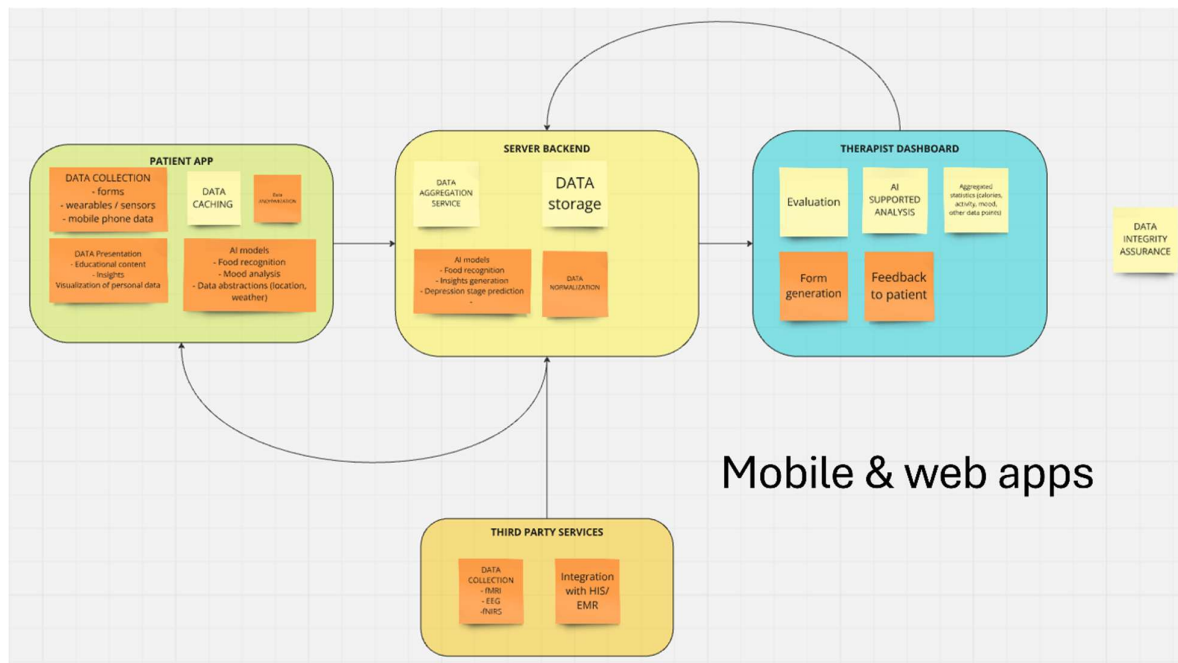 PATIENT APP
DATA COLLECTION
- forms
- wearables / sensors
- mobile phone data
DATA
CACHING
Data
ANONYMIZATION
DATA Presentation
- Educational content
- Insights
Visualization of personal data
AI models
- Food recognition
- Mood analysis
- Data abstractions (location,
weather)
SERVER BACKEND
DATA
AGGREGATION
SERVICE
DATA
storage
AI models
- Food recognition
- Insights generation
- Depression stage prediction
-
DATA
NORMALIZATION
THERAPIST DASHBOARD
Evaluation
AI
SUPPORTED
ANALYSIS
Aggregated
statistics (calories,
activity, mood,
other data points)
Form
generation
Feedback
to patient
DATA
INTEGRITY
ASSURANCE
Mobile & web apps
THIRD PARTY SERVICES
DATA
COLLECTION
- fMRI
- EEG
-fNIRS
Integration
with HIS/
EMR